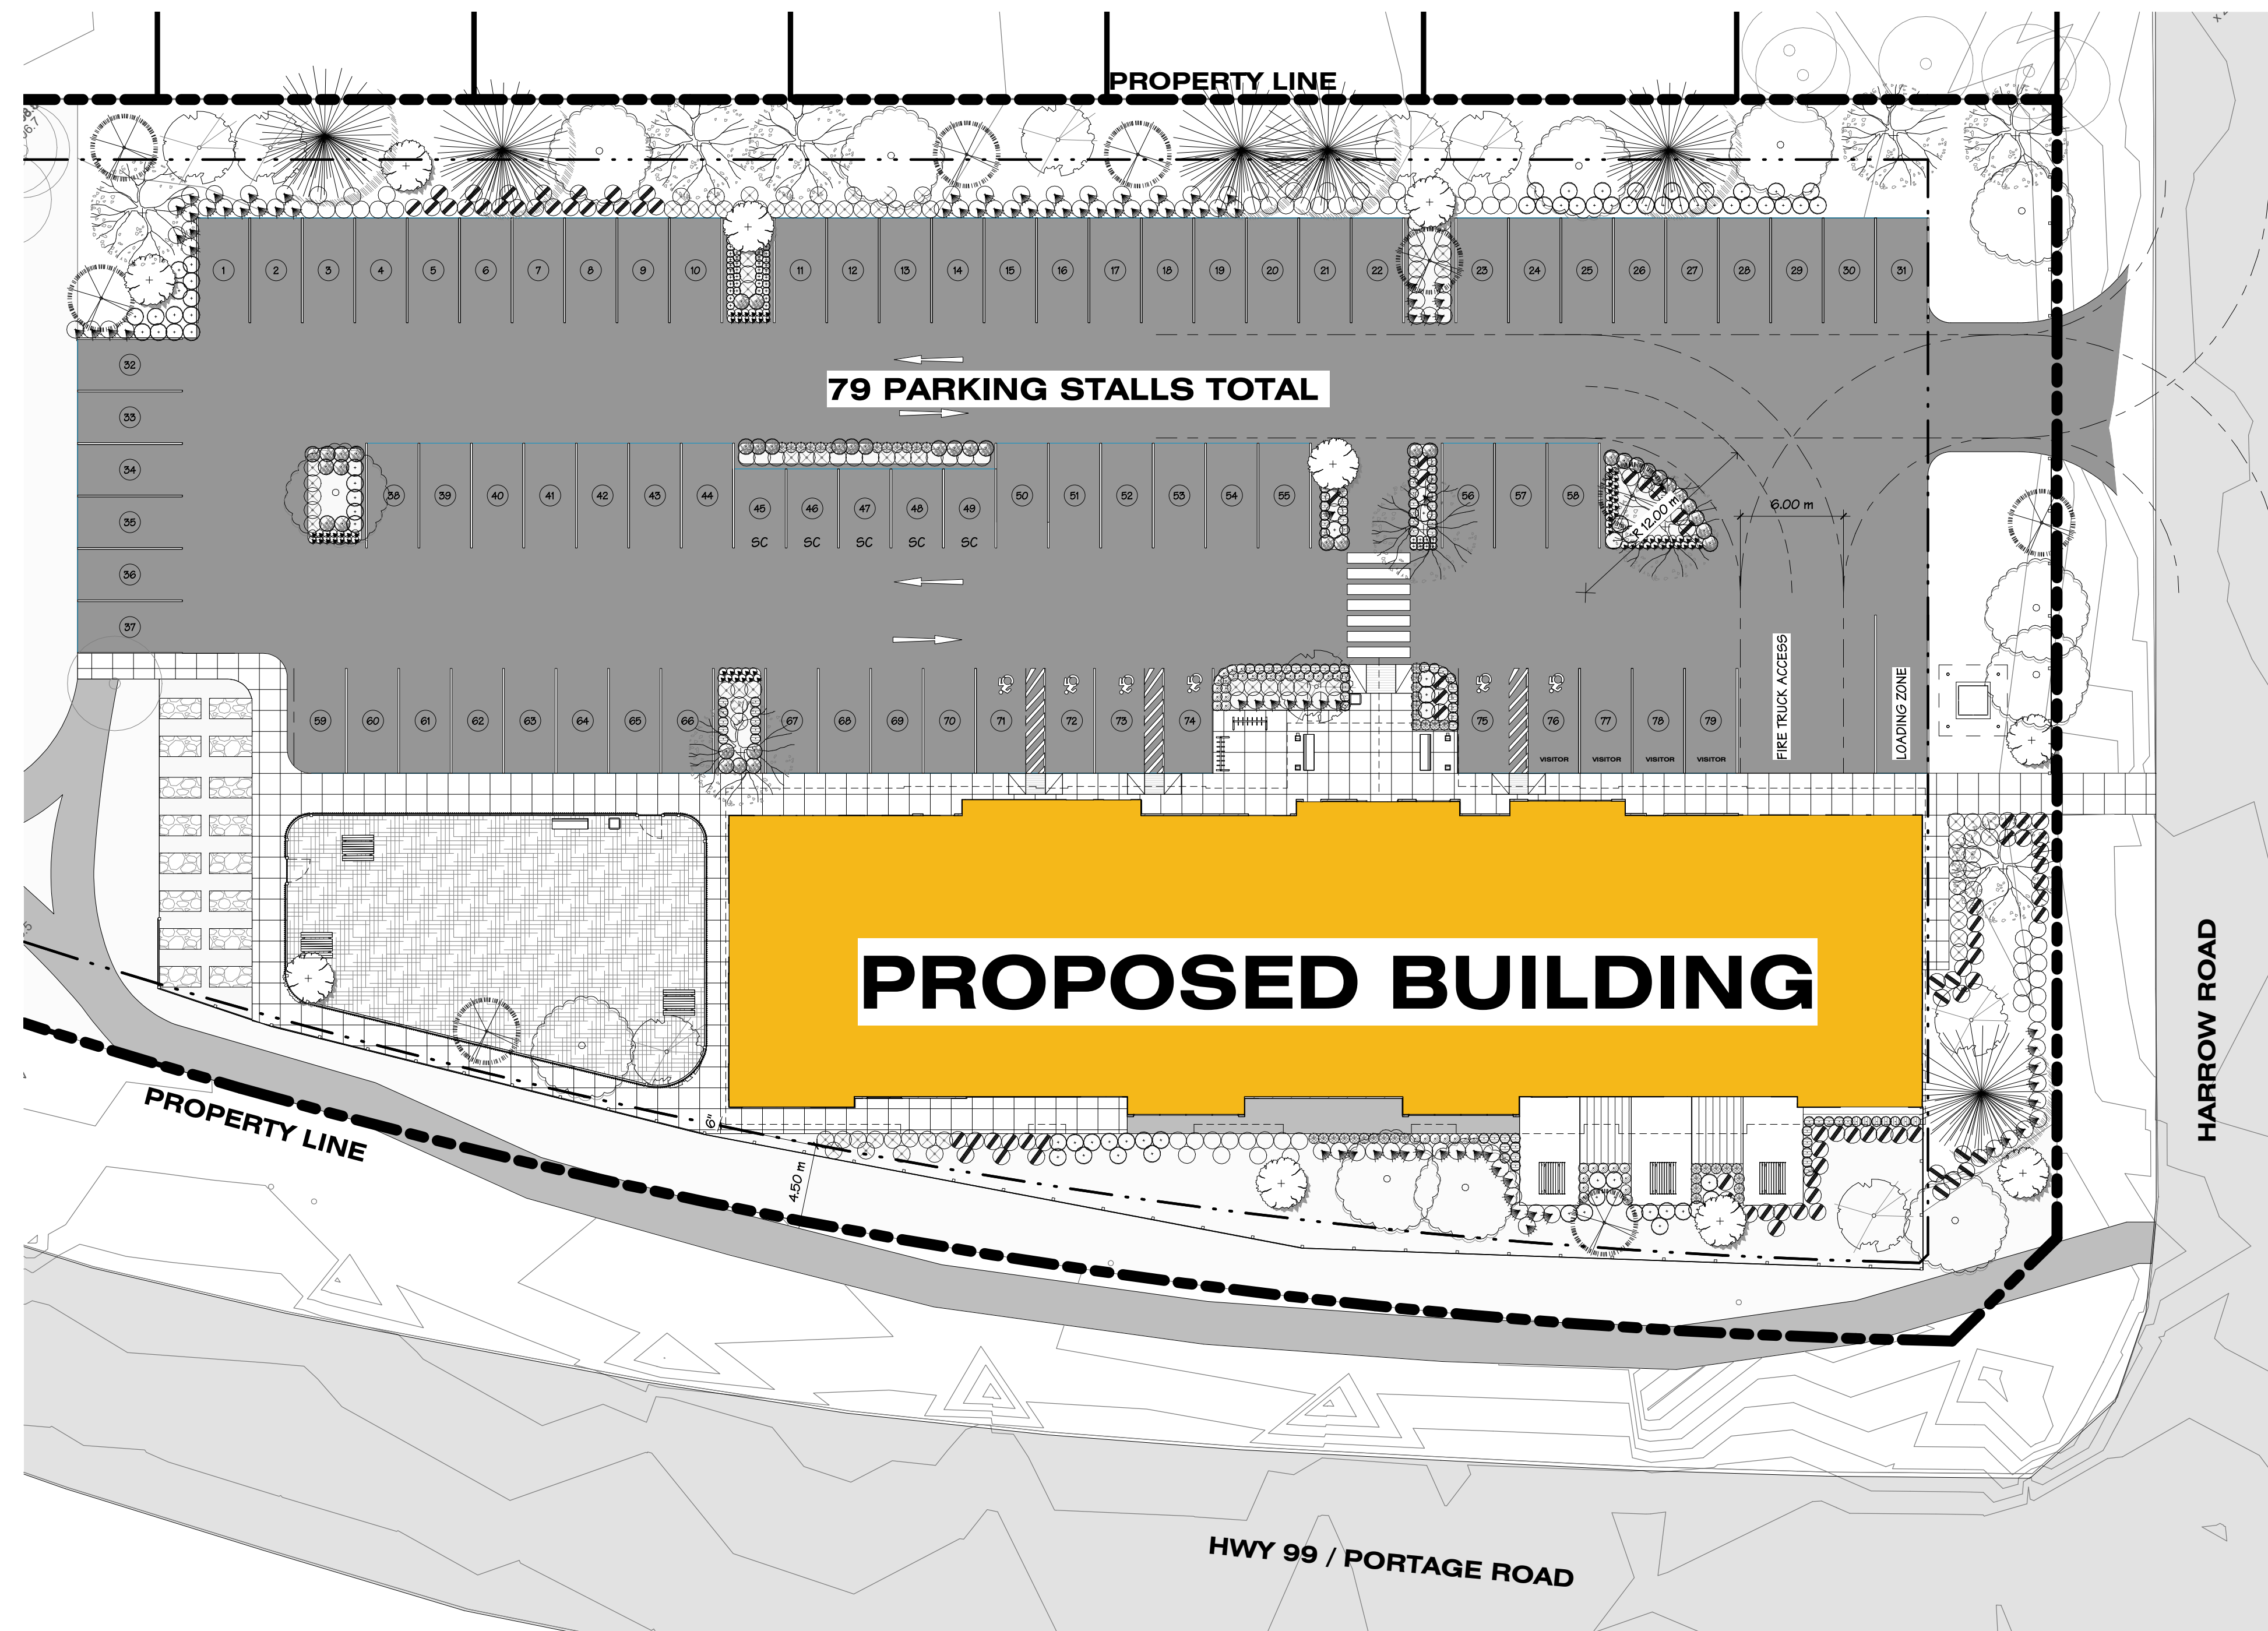 PROPERTY LINE
1 2 3 4 5 6 7 8 9 10 11 12 13 14 15 16 17 18 19 20 21 22 23 24 25 26 27 28 29 30 31
32
79 PARKING STALLS TOTAL
33
34
35
36
37
38 39 40 41 42 43 44 45 46 47 48 49 50 51 52 53 54 55 56 57 58
SC SC SC SC SC
R 12.00 m
6.00 m
59 60 61 62 63 64 65 66 67 68 69 70 71 72 73 74 75 76 77 78 79
VISITOR VISITOR VISITOR VISITOR
FIRE TRUCK ACCESS
LOADING ZONE
PROPOSED BUILDING
HARROW ROAD
PROPERTY LINE
6"
4.50 m
HWY 99 / PORTAGE ROAD